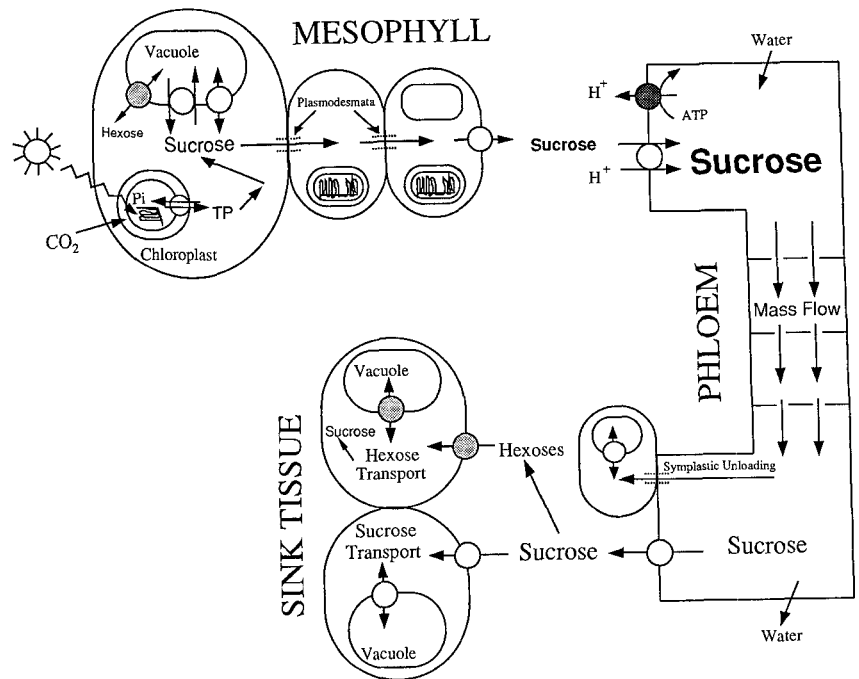 MESOPHYLL
Vacuole
Hexose
Sucrose
Plasmodesmata
Pi
TP
CO₂
Chloroplast
Sucrose
H⁺
ATP
H⁺
Water
Sucrose
PHLOEM
Mass Flow
Symplastic Unloading
Sucrose
Water
SINK TISSUE
Vacuole
Sucrose
Hexose
Transport
Hexoses
Sucrose
Transport
Sucrose
Vacuole